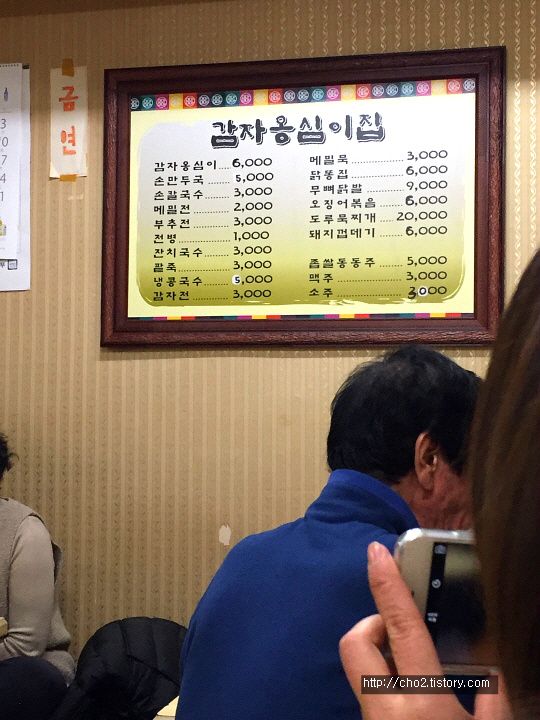 금연
감자옹심이집
감자옹심이 6,000
손만두국 5,000
손칼국수 3,000
메밀전 2,000
부추전 3,000
전병 1,000
잔치국수 3,000
팥죽 3,000
냉콩국수 5,000
감자전 3,000
메밀묵 3,000
닭똥집 6,000
무뼈닭발 9,000
오징어볶음 6,000
도루묵찌개 20,000
돼지껍데기 6,000
좁쌀동동주 5,000
맥주 3,000
소주 3000
http://cho2.tistory.com